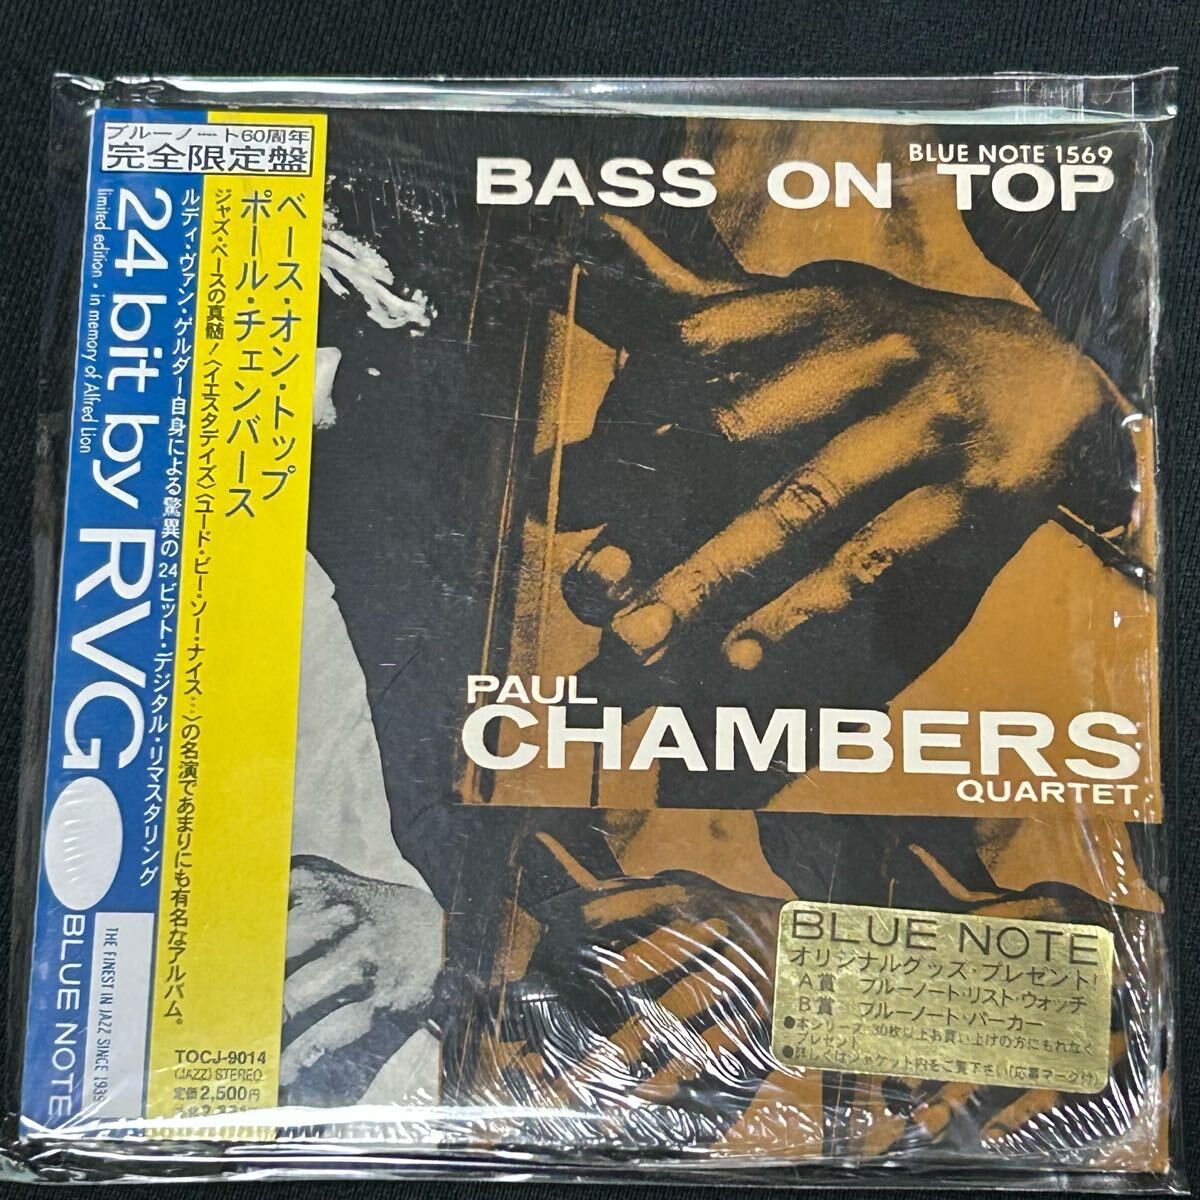 ブルーノート60周年
完全限定盤
ベース・オン・トップ
ポール・チェンバース
ジャズ・ベースの真髄!〈イエスタデイズ〉〈ユード・ビー・ソー・ナイス…〉の名演であまりにも有名なアルバム。
ルディ・ヴァン・ゲルダー自身による驚異の24ビット・デジタル・リマスタリング
24 bit by RVG
limited edition・in memory of Alfred Lion
BLUE NOTE
THE FINEST IN JAZZ SINCE 1939
TOCJ-9014
(JAZZ) STEREO
定価2,500円
BLUE NOTE 1569
BASS ON TOP
PAUL
CHAMBERS
QUARTET
BLUE NOTE
オリジナルグッズ・プレゼント!
A賞 ブルーノート・リスト・ウォッチ
B賞 ブルーノート・パーカー
●本シリーズ、30枚以上お買い上げの方にもれなく
プレゼント
●詳しくはジャケット内をご覧下さい(応募マーク付)